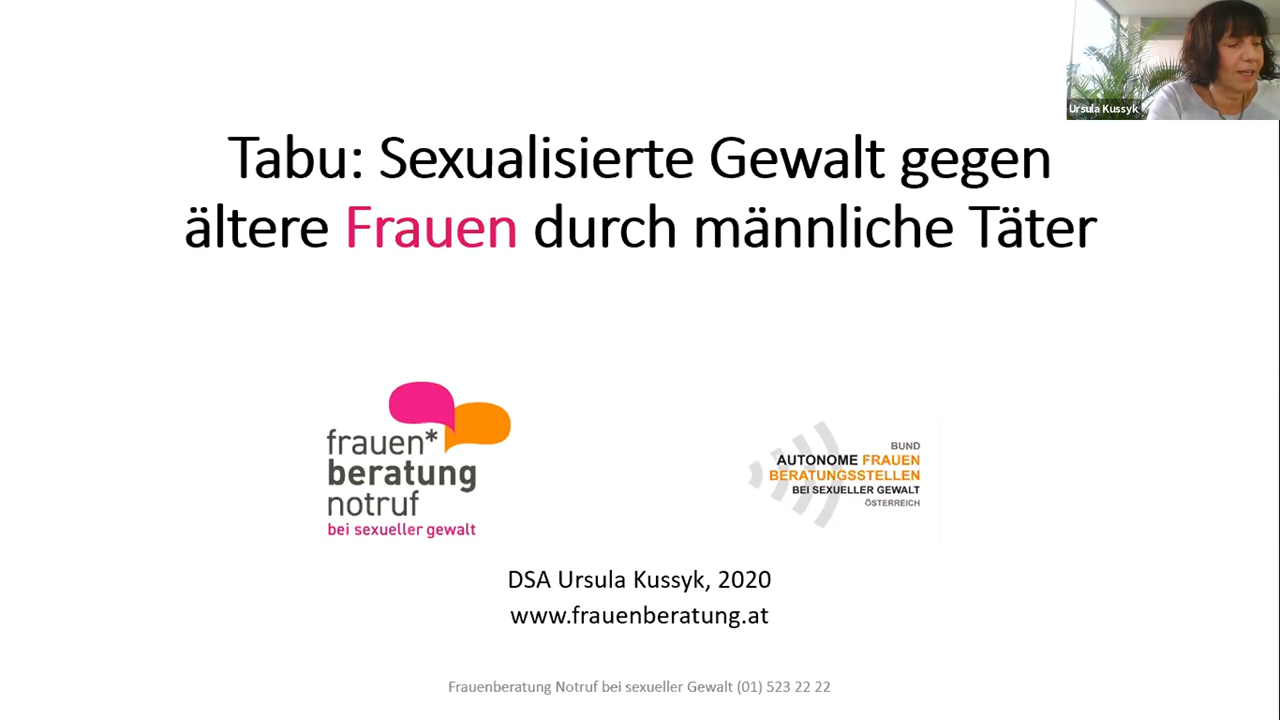 Ursula Kussyk
Tabu: Sexualisierte Gewalt gegen
ältere Frauen durch männliche Täter
frauen*
beratung
notruf
bei sexueller gewalt
BUND
AUTONOME FRAUEN
BERATUNGSSTELLEN
BEI SEXUELLER GEWALT
ÖSTERREICH
DSA Ursula Kussyk, 2020
www.frauenberatung.at
Frauenberatung Notruf bei sexueller Gewalt (01) 523 22 22